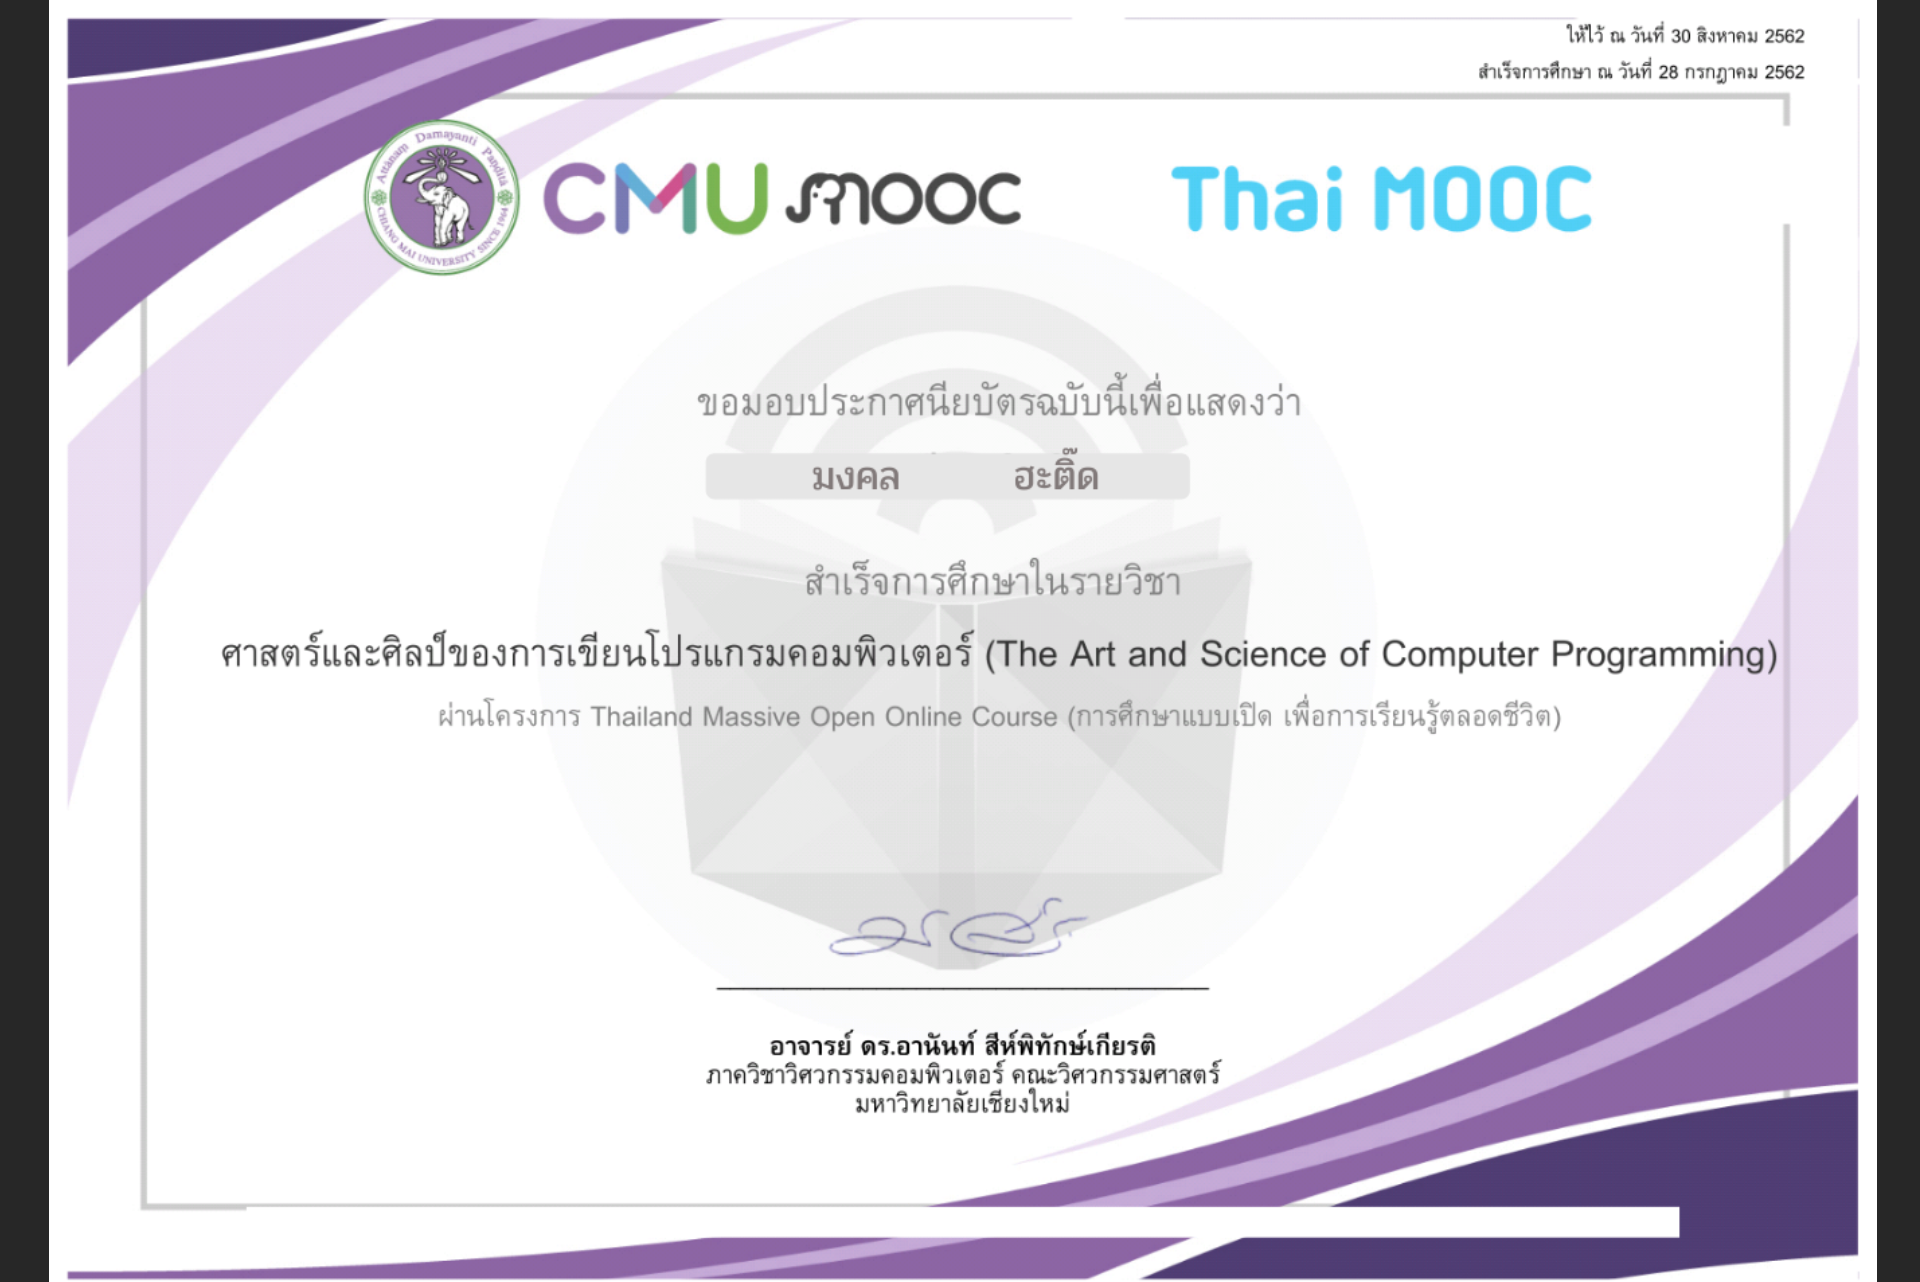 ให้ไว้ ณ วันที่ 30 สิงหาคม 2562
สำเร็จการศึกษา ณ วันที่ 28 กรกฎาคม 2562
Attānaṃ Damayanti Paṇḍitā
CHIANG MAI UNIVERSITY SINCE 1964
CMU MOOC
Thai MOOC
ขอมอบประกาศนียบัตรฉบับนี้เพื่อแสดงว่า
มงคล ฮะติ๊ด
สำเร็จการศึกษาในรายวิชา
ศาสตร์และศิลป์ของการเขียนโปรแกรมคอมพิวเตอร์ (The Art and Science of Computer Programming)
ผ่านโครงการ Thailand Massive Open Online Course (การศึกษาแบบเปิด เพื่อการเรียนรู้ตลอดชีวิต)
อาจารย์ ดร.อานันท์ สีห์พิทักษ์เกียรติ
ภาควิชาวิศวกรรมคอมพิวเตอร์ คณะวิศวกรรมศาสตร์
มหาวิทยาลัยเชียงใหม่